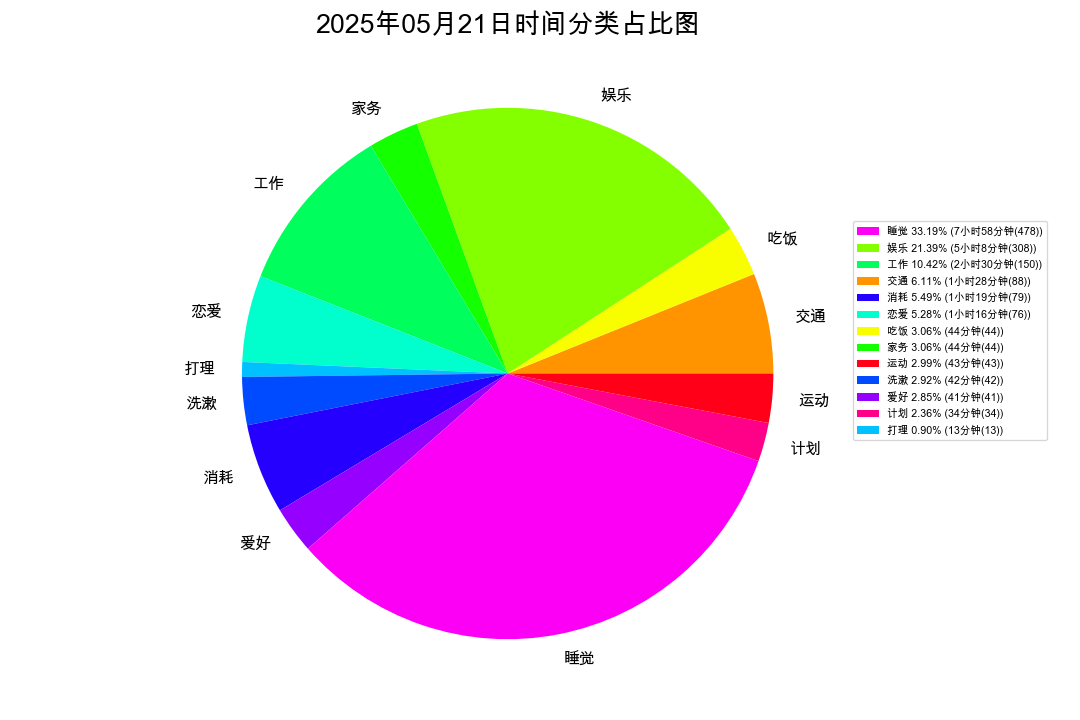 2025年05月21日时间分类占比图
娱乐
家务
工作
吃饭
恋爱
交通
打理
洗漱
运动
消耗
计划
爱好
睡觉
睡觉 33.19% (7小时58分钟(478))
娱乐 21.39% (5小时8分钟(308))
工作 10.42% (2小时30分钟(150))
交通 6.11% (1小时28分钟(88))
消耗 5.49% (1小时19分钟(79))
恋爱 5.28% (1小时16分钟(76))
吃饭 3.06% (44分钟(44))
家务 3.06% (44分钟(44))
运动 2.99% (43分钟(43))
洗漱 2.92% (42分钟(42))
爱好 2.85% (41分钟(41))
计划 2.36% (34分钟(34))
打理 0.90% (13分钟(13))